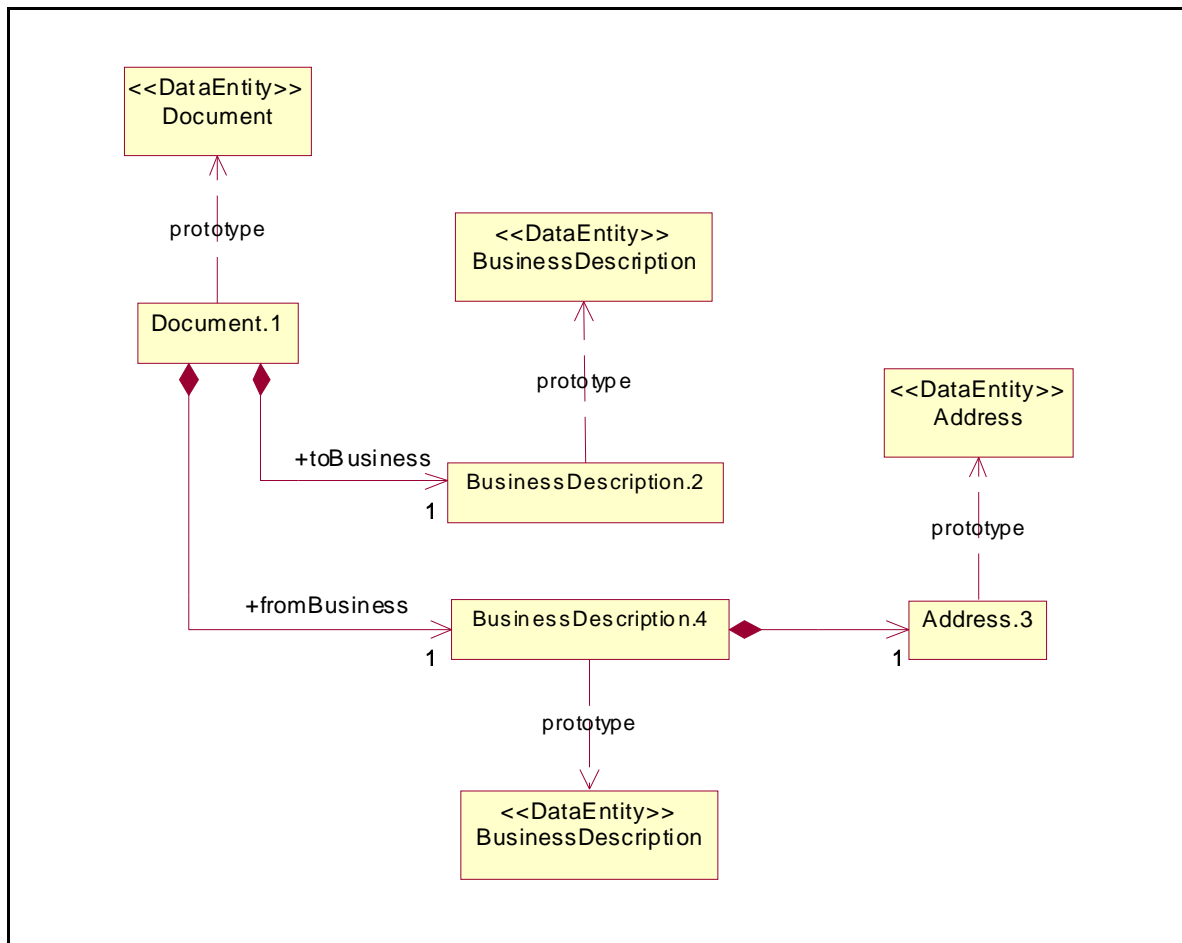 <<DataEntity>>
Document
prototype
<<DataEntity>>
BusinessDescription
Document.1
prototype
<<DataEntity>>
Address
+toBusiness
BusinessDescription.2
1
prototype
+fromBusiness
BusinessDescription.4
Address.3
1
1
prototype
<<DataEntity>>
BusinessDescription